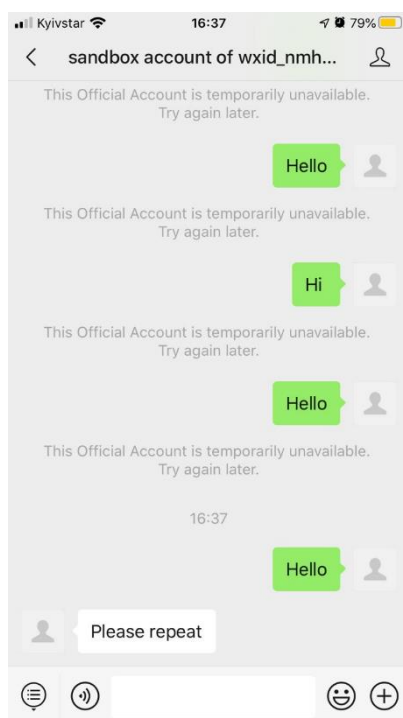 Kyivstar 16:37 79%
sandbox account of wxid_nmh...
This Official Account is temporarily unavailable.
Try again later.
Hello
This Official Account is temporarily unavailable.
Try again later.
Hi
This Official Account is temporarily unavailable.
Try again later.
Hello
This Official Account is temporarily unavailable.
Try again later.
16:37
Hello
Please repeat